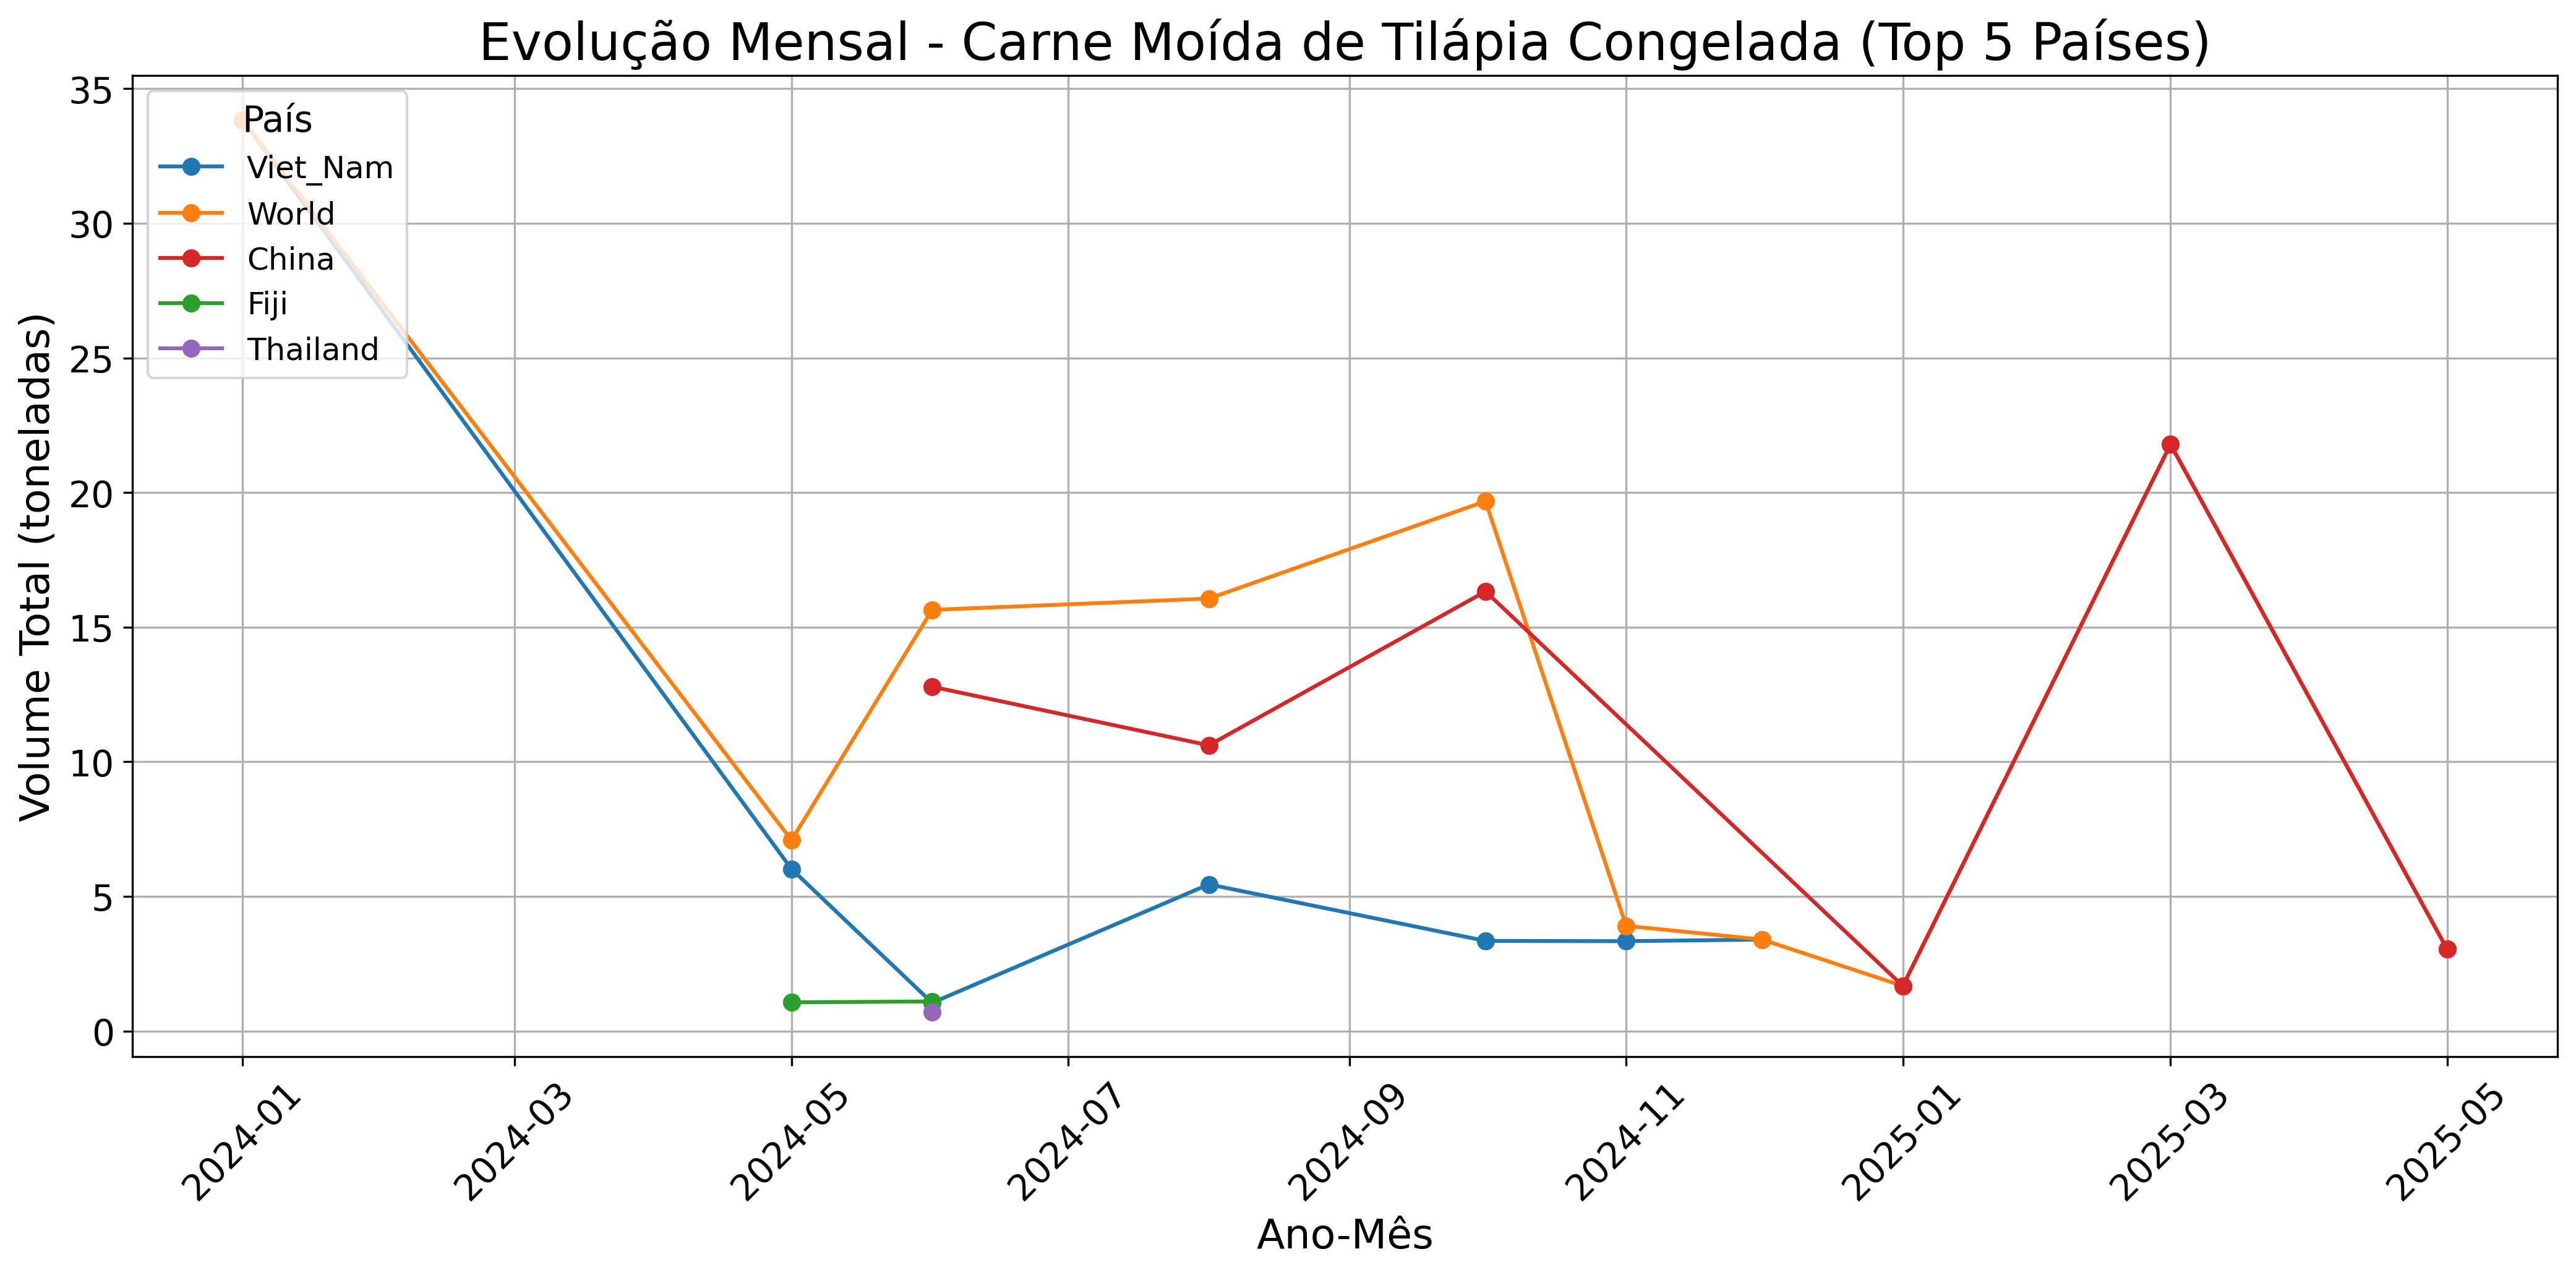 Evolução Mensal - Carne Moída de Tilápia Congelada (Top 5 Países)
Volume Total (toneladas)
35
30
25
20
15
10
5
0
País
Viet_Nam
World
China
Fiji
Thailand
2024-01
2024-03
2024-05
2024-07
2024-09
2024-11
2025-01
2025-03
2025-05
Ano-Mês